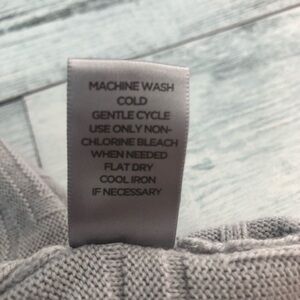 MACHINE WASH
COLD
GENTLE CYCLE
USE ONLY NON-
CHLORINE BLEACH
WHEN NEEDED
FLAT DRY
COOL IRON
IF NECESSARY